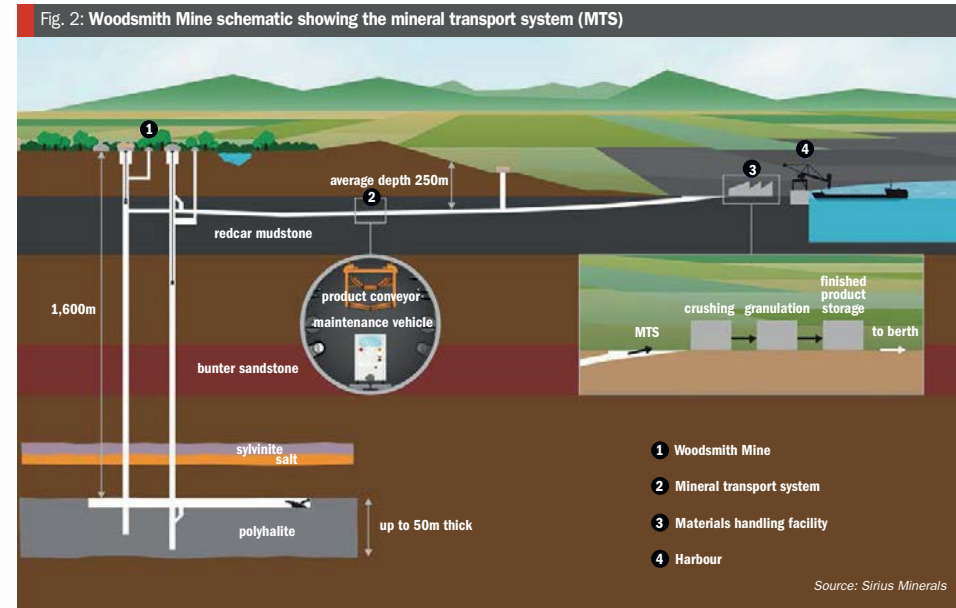 Fig. 2: Woodsmith Mine schematic showing the mineral transport system (MTS)
1
4
3
average depth 250m
2
redcar mudstone
1,600m
product conveyor
maintenance vehicle
finished
product
storage
crushing
granulation
MTS
to berth
bunter sandstone
sylvinite
salt
polyhalite
up to 50m thick
1 Woodsmith Mine
2 Mineral transport system
3 Materials handling facility
4 Harbour
Source: Sirius Minerals